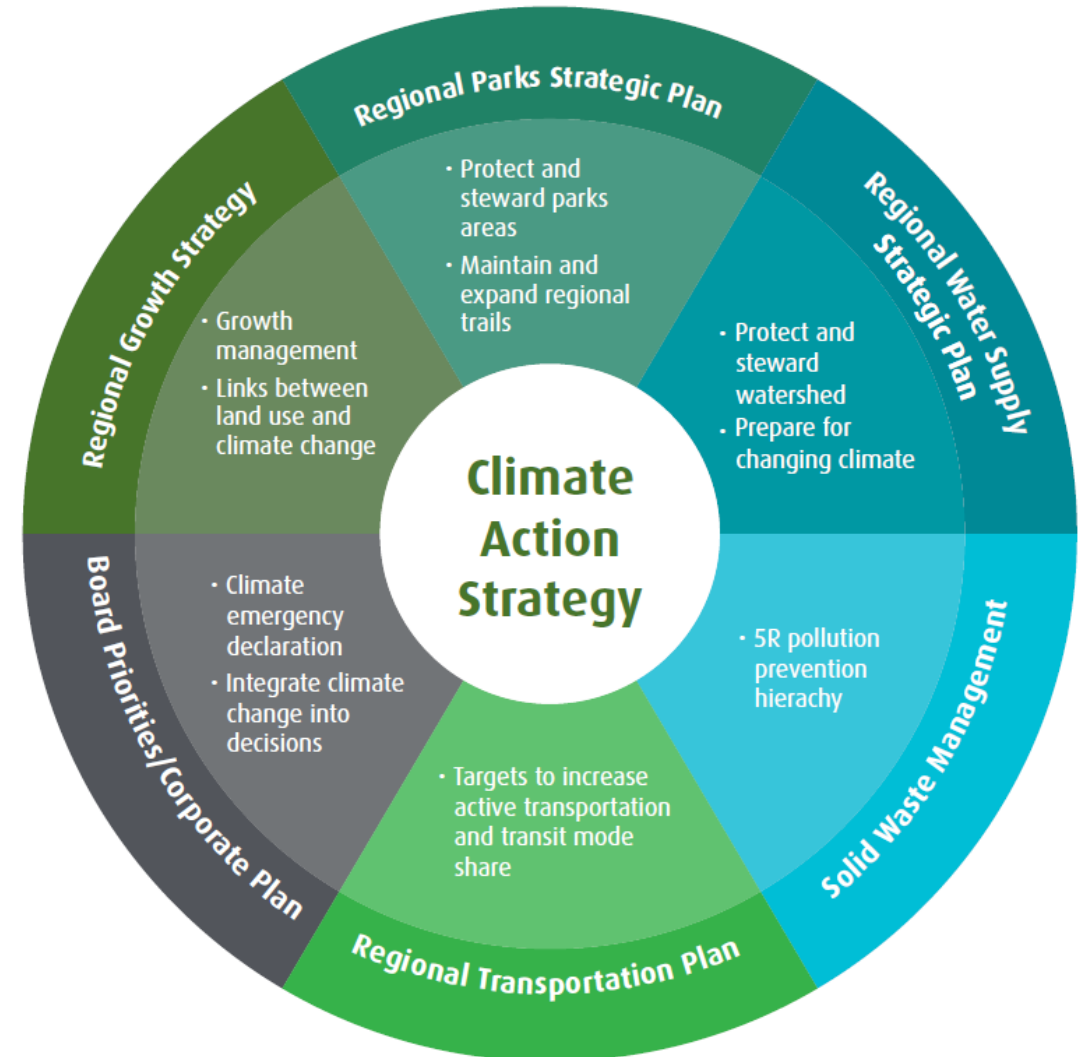 Regional Parks Strategic Plan
· Protect and
steward parks
areas
· Maintain and
expand regional
trails
Regional Water Supply
Strategic Plan
· Protect and
steward
watershed
· Prepare for
changing climate
Solid Waste Management
· 5R pollution
prevention
hierachy
Regional Transportation Plan
· Targets to increase
active transportation
and transit mode
share
Board Priorities/Corporate Plan
· Climate
emergency
declaration
· Integrate climate
change into
decisions
Regional Growth Strategy
· Growth
management
· Links between
land use and
climate change
Climate
Action
Strategy